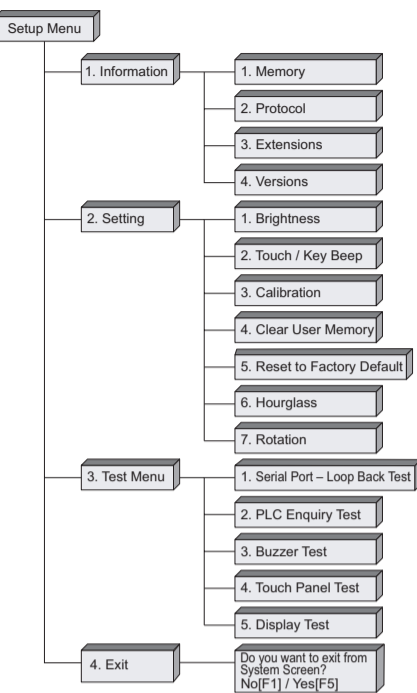 Setup Menu
1. Information
1. Memory
2. Protocol
3. Extensions
4. Versions
2. Setting
1. Brightness
2. Touch / Key Beep
3. Calibration
4. Clear User Memory
5. Reset to Factory Default
6. Hourglass
7. Rotation
3. Test Menu
1. Serial Port – Loop Back Test
2. PLC Enquiry Test
3. Buzzer Test
4. Touch Panel Test
5. Display Test
4. Exit
Do you want to exit from
System Screen?
No[F1] / Yes[F5]